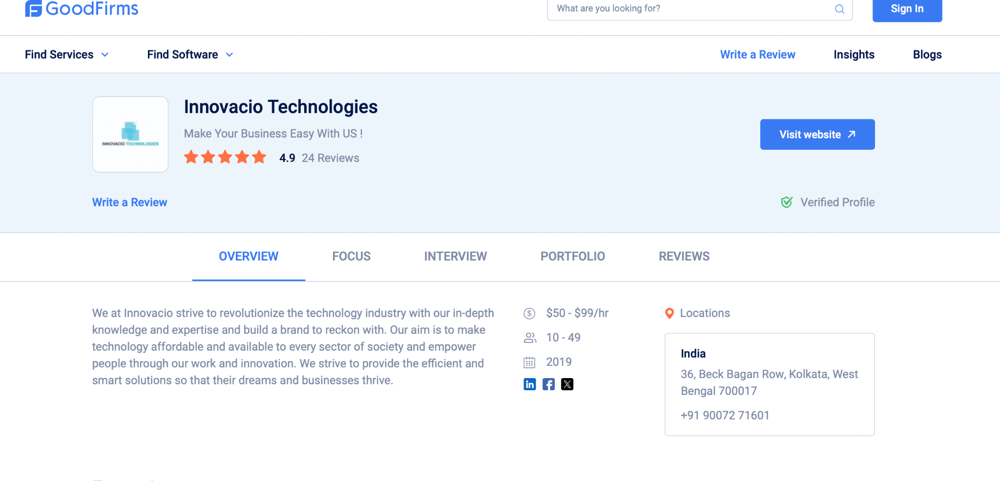 GoodFirms
What are you looking for?
Sign In
Find Services
Find Software
Write a Review
Insights
Blogs
INNOVACIO TECHNOLOGIES
Innovacio Technologies
Make Your Business Easy With US !
4.9 24 Reviews
Visit website
Write a Review
Verified Profile
OVERVIEW
FOCUS
INTERVIEW
PORTFOLIO
REVIEWS
We at Innovacio strive to revolutionize the technology industry with our in-depth
knowledge and expertise and build a brand to reckon with. Our aim is to make
technology affordable and available to every sector of society and empower
people through our work and innovation. We strive to provide the efficient and
smart solutions so that their dreams and businesses thrive.
$50 - $99/hr
10 - 49
2019
Locations
India
36, Beck Bagan Row, Kolkata, West
Bengal 700017
+91 90072 71601